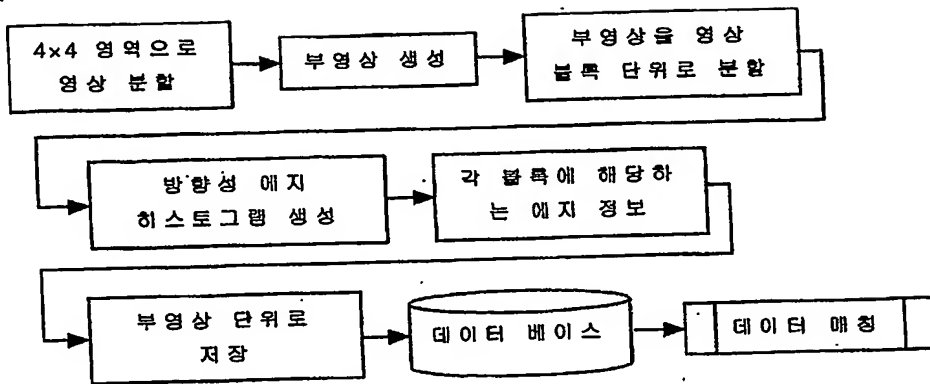 4×4 영역으로
영상 분할
부영상 생성
부영상을 영상
블록 단위로 분할
방향성 에지
히스토그램 생성
각 블록에 해당하
는 에지 정보
부영상 단위로
저장
데이터 베이스
데이터 매칭